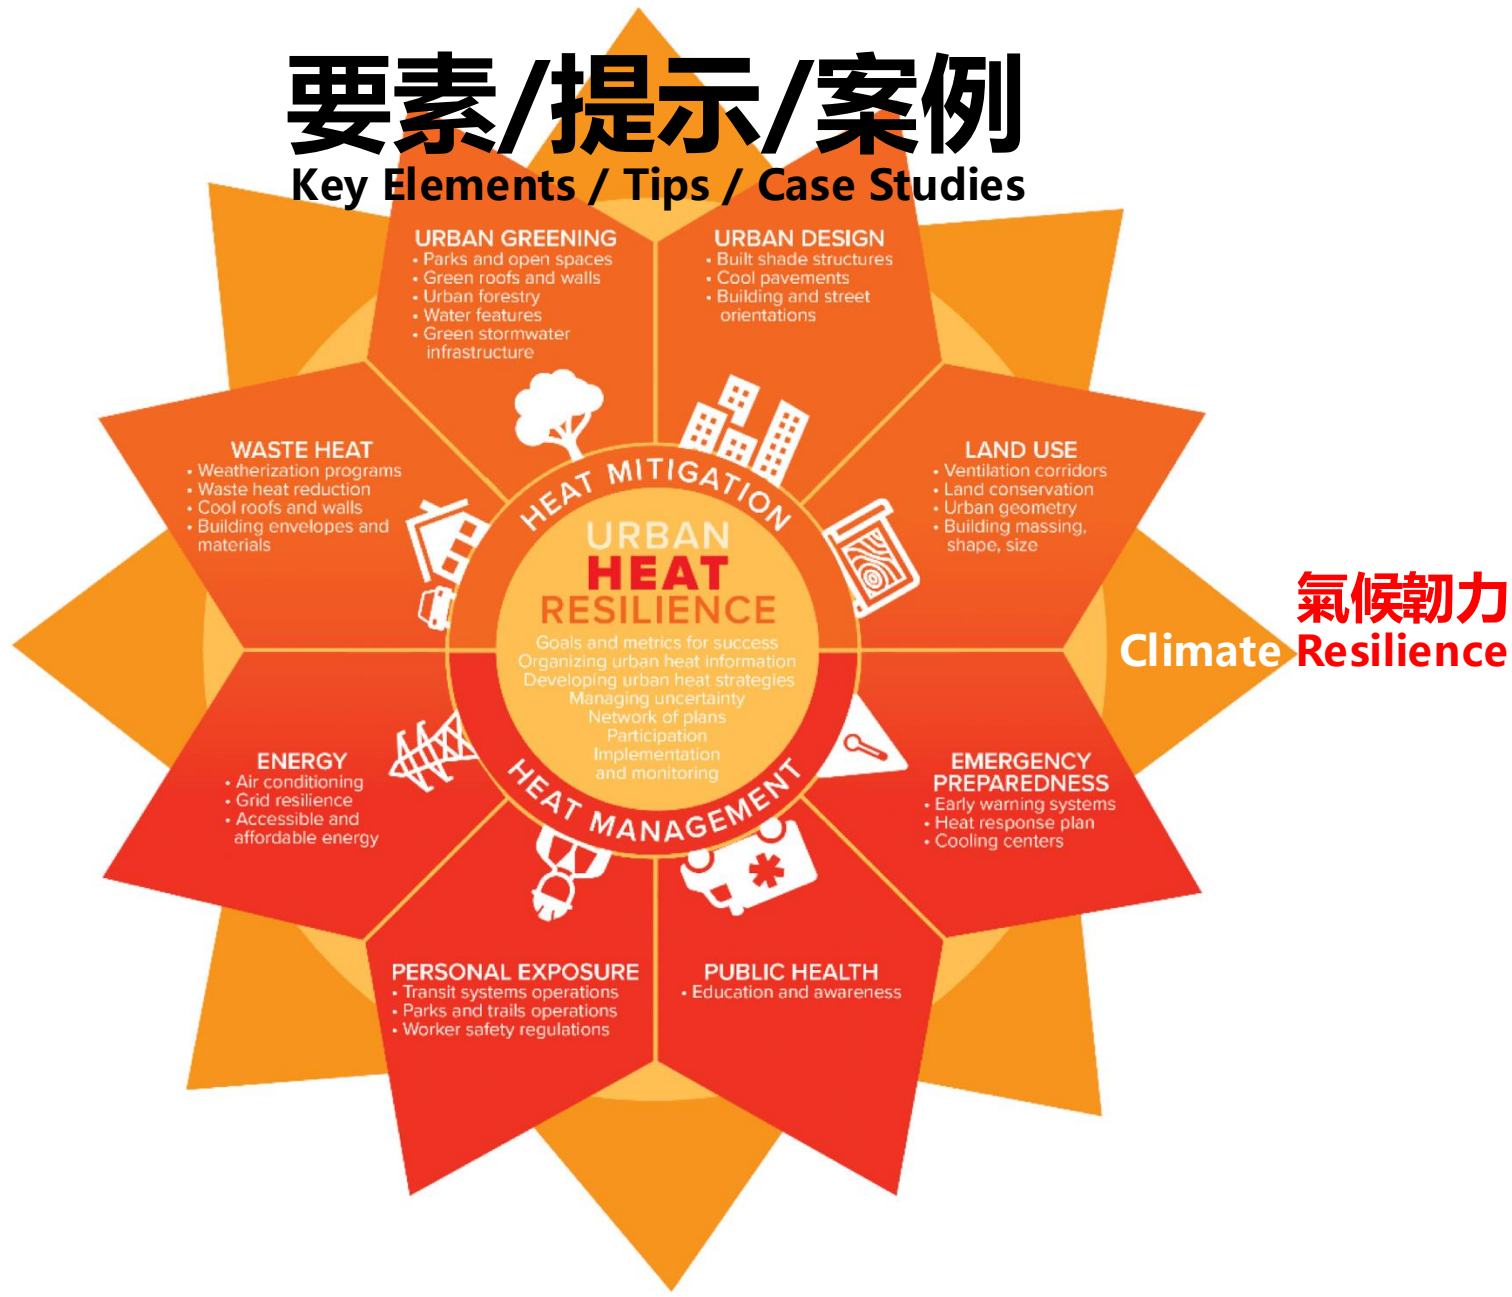 要素/提示/案例
Key Elements / Tips / Case Studies
URBAN GREENING
• Parks and open spaces
• Green roofs and walls
• Urban forestry
• Water features
• Green stormwater
infrastructure
URBAN DESIGN
• Built shade structures
• Cool pavements
• Building and street
orientations
WASTE HEAT
• Weatherization programs
• Waste heat reduction
• Cool roofs and walls
• Building envelopes and
materials
LAND USE
• Ventilation corridors
• Land conservation
• Urban geometry
• Building massing,
shape, size
HEAT MITIGATION
URBAN
HEAT
RESILIENCE
Goals and metrics for success
Organizing urban heat information
Developing urban heat strategies
Managing uncertainty
Network of plans
Participation
Implementation
and monitoring
HEAT MANAGEMENT
氣候韌力
Climate Resilience
ENERGY
• Air conditioning
• Grid resilience
• Accessible and
affordable energy
EMERGENCY
PREPAREDNESS
• Early warning systems
• Heat response plan
• Cooling centers
PERSONAL EXPOSURE
• Transit systems operations
• Parks and trails operations
• Worker safety regulations
PUBLIC HEALTH
• Education and awareness